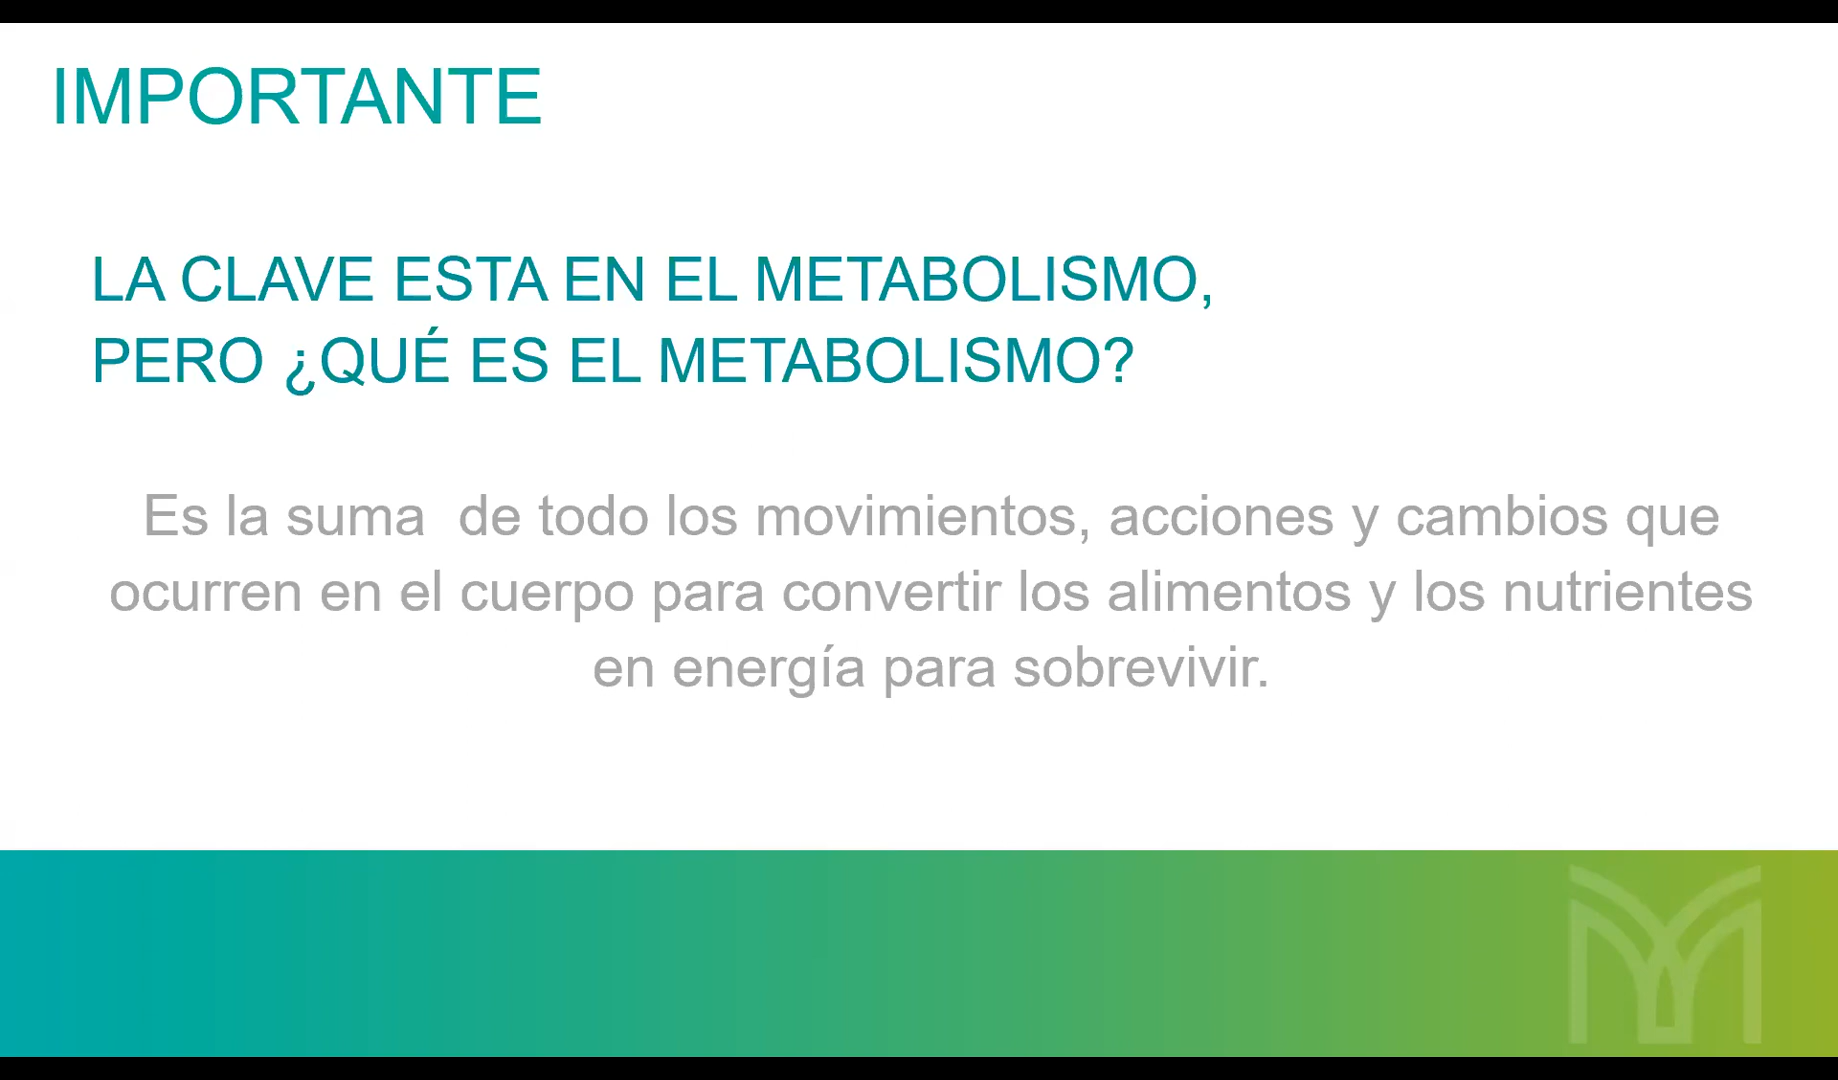 IMPORTANTE
LA CLAVE ESTA EN EL METABOLISMO,
PERO ¿QUÉ ES EL METABOLISMO?
Es la suma  de todo los movimientos, acciones y cambios que
ocurren en el cuerpo para convertir los alimentos y los nutrientes
en energía para sobrevivir.